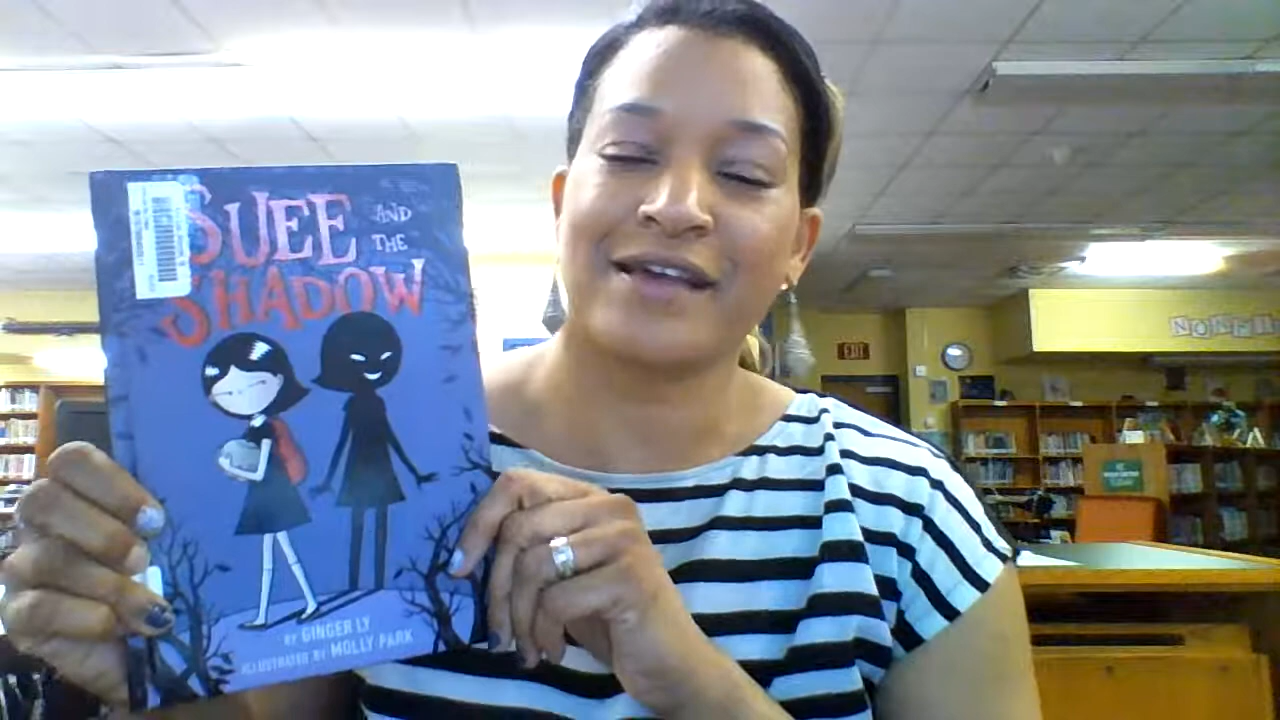 SUEE AND
THE
SHADOW
BY GINGER LY
ILLUSTRATED BY MOLLY PARK
EXIT
NONFI